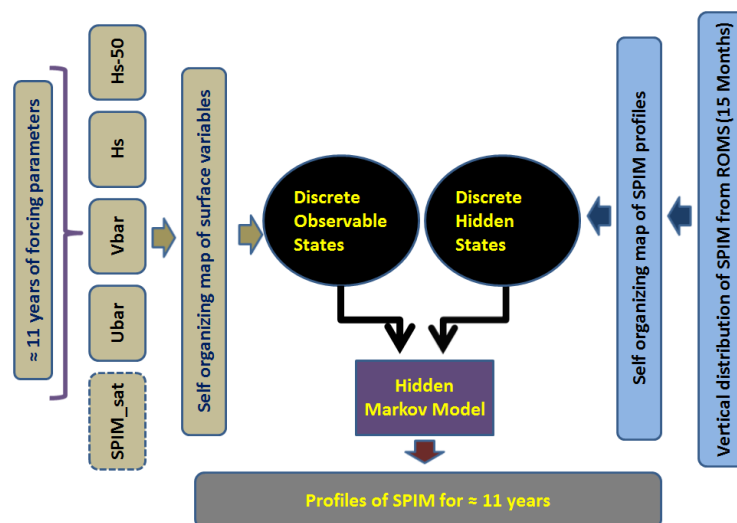 ≈ 11 years of forcing parameters
Hs-50
Hs
Vbar
Ubar
SPIM_sat
Self organizing map of surface variables
Discrete
Observable
States
Discrete
Hidden
States
Self organizing map of SPIM profiles
Vertical distribution of SPIM from ROMS (15 Months)
Hidden
Markov Model
Profiles of SPIM for ≈ 11 years